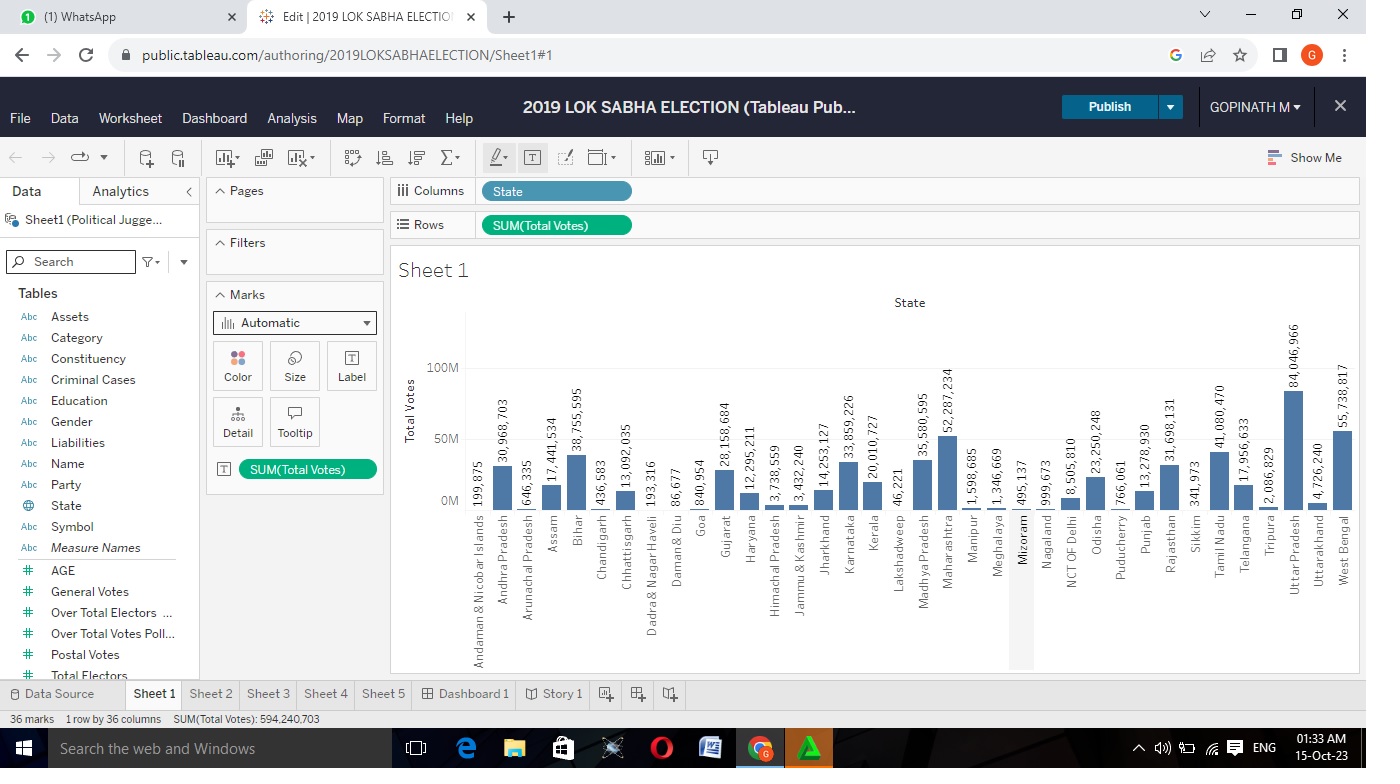 (1) WhatsApp
Edit | 2019 LOK SABHA ELECTIO
public.tableau.com/authoring/2019LOKSABHAELECTION/Sheet1#1
G
2019 LOK SABHA ELECTION (Tableau Pub...
Publish
GOPINATH M
File Data Worksheet Dashboard Analysis Map Format Help
Show Me
Data Analytics
Pages
Columns State
Sheet1 (Political Jugge...
Rows SUM(Total Votes)
Filters
Search
Sheet 1
Tables
Marks
State
Abc Assets
Automatic
Abc Category
Abc Constituency
Color Size Label
Abc Criminal Cases
Abc Education
Abc Gender
Detail Tooltip
Abc Liabilities
Abc Name
SUM(Total Votes)
Abc Party
State
Abc Symbol
Abc Measure Names
AGE
General Votes
Over Total Electors ...
Over Total Votes Poll...
Postal Votes
Total Electors
Total Votes
100M
50M
0M
199,875
30,968,703
646,335
17,441,534
38,755,595
436,583
13,092,035
193,316
86,677
840,954
28,158,684
12,295,211
3,738,559
3,432,240
14,253,127
33,859,226
20,010,727
46,221
35,580,595
52,287,234
1,598,685
1,346,669
495,137
999,673
8,505,810
23,250,248
766,061
13,278,930
31,698,131
341,973
41,080,470
17,956,633
2,086,829
84,046,966
4,726,240
55,738,817
Andaman & Nicobar Islands
Andhra Pradesh
Arunachal Pradesh
Assam
Bihar
Chandigarh
Chhattisgarh
Dadra & Nagar Haveli
Daman & Diu
Goa
Gujarat
Haryana
Himachal Pradesh
Jammu & Kashmir
Jharkhand
Karnataka
Kerala
Lakshadweep
Madhya Pradesh
Maharashtra
Manipur
Meghalaya
Mizoram
Nagaland
NCT OF Delhi
Odisha
Puducherry
Punjab
Rajasthan
Sikkim
Tamil Nadu
Telangana
Tripura
Uttar Pradesh
Uttarakhand
West Bengal
Data Source Sheet 1 Sheet 2 Sheet 3 Sheet 4 Sheet 5 Dashboard 1 Story 1
36 marks 1 row by 36 columns SUM(Total Votes): 594,240,703
Search the web and Windows
ENG
01:33 AM
15-Oct-23